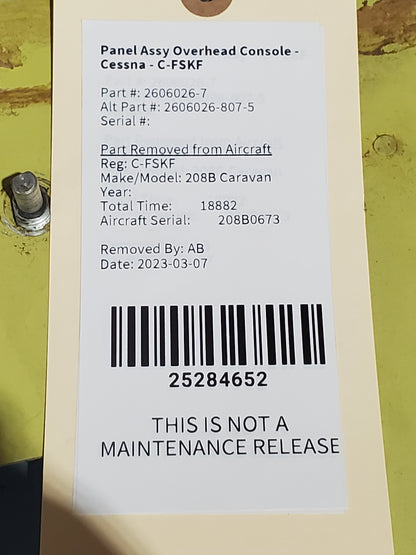 Panel Assy Overhead Console -
Cessna - C-FSKF
Part #: 2606026-7
Alt Part #: 2606026-807-5
Serial #:
Part Removed from Aircraft
Reg: C-FSKF
Make/Model: 208B Caravan
Year:
Total Time: 18882
Aircraft Serial: 208B0673
Removed By: AB
Date: 2023-03-07
25284652
THIS IS NOT A
MAINTENANCE RELEASE